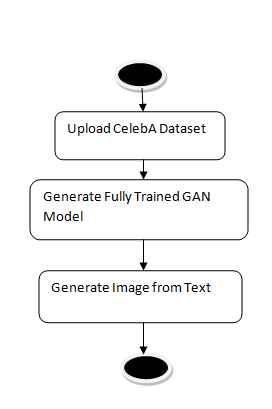 Upload CelebA Dataset
Generate Fully Trained GAN
Model
Generate Image from Text